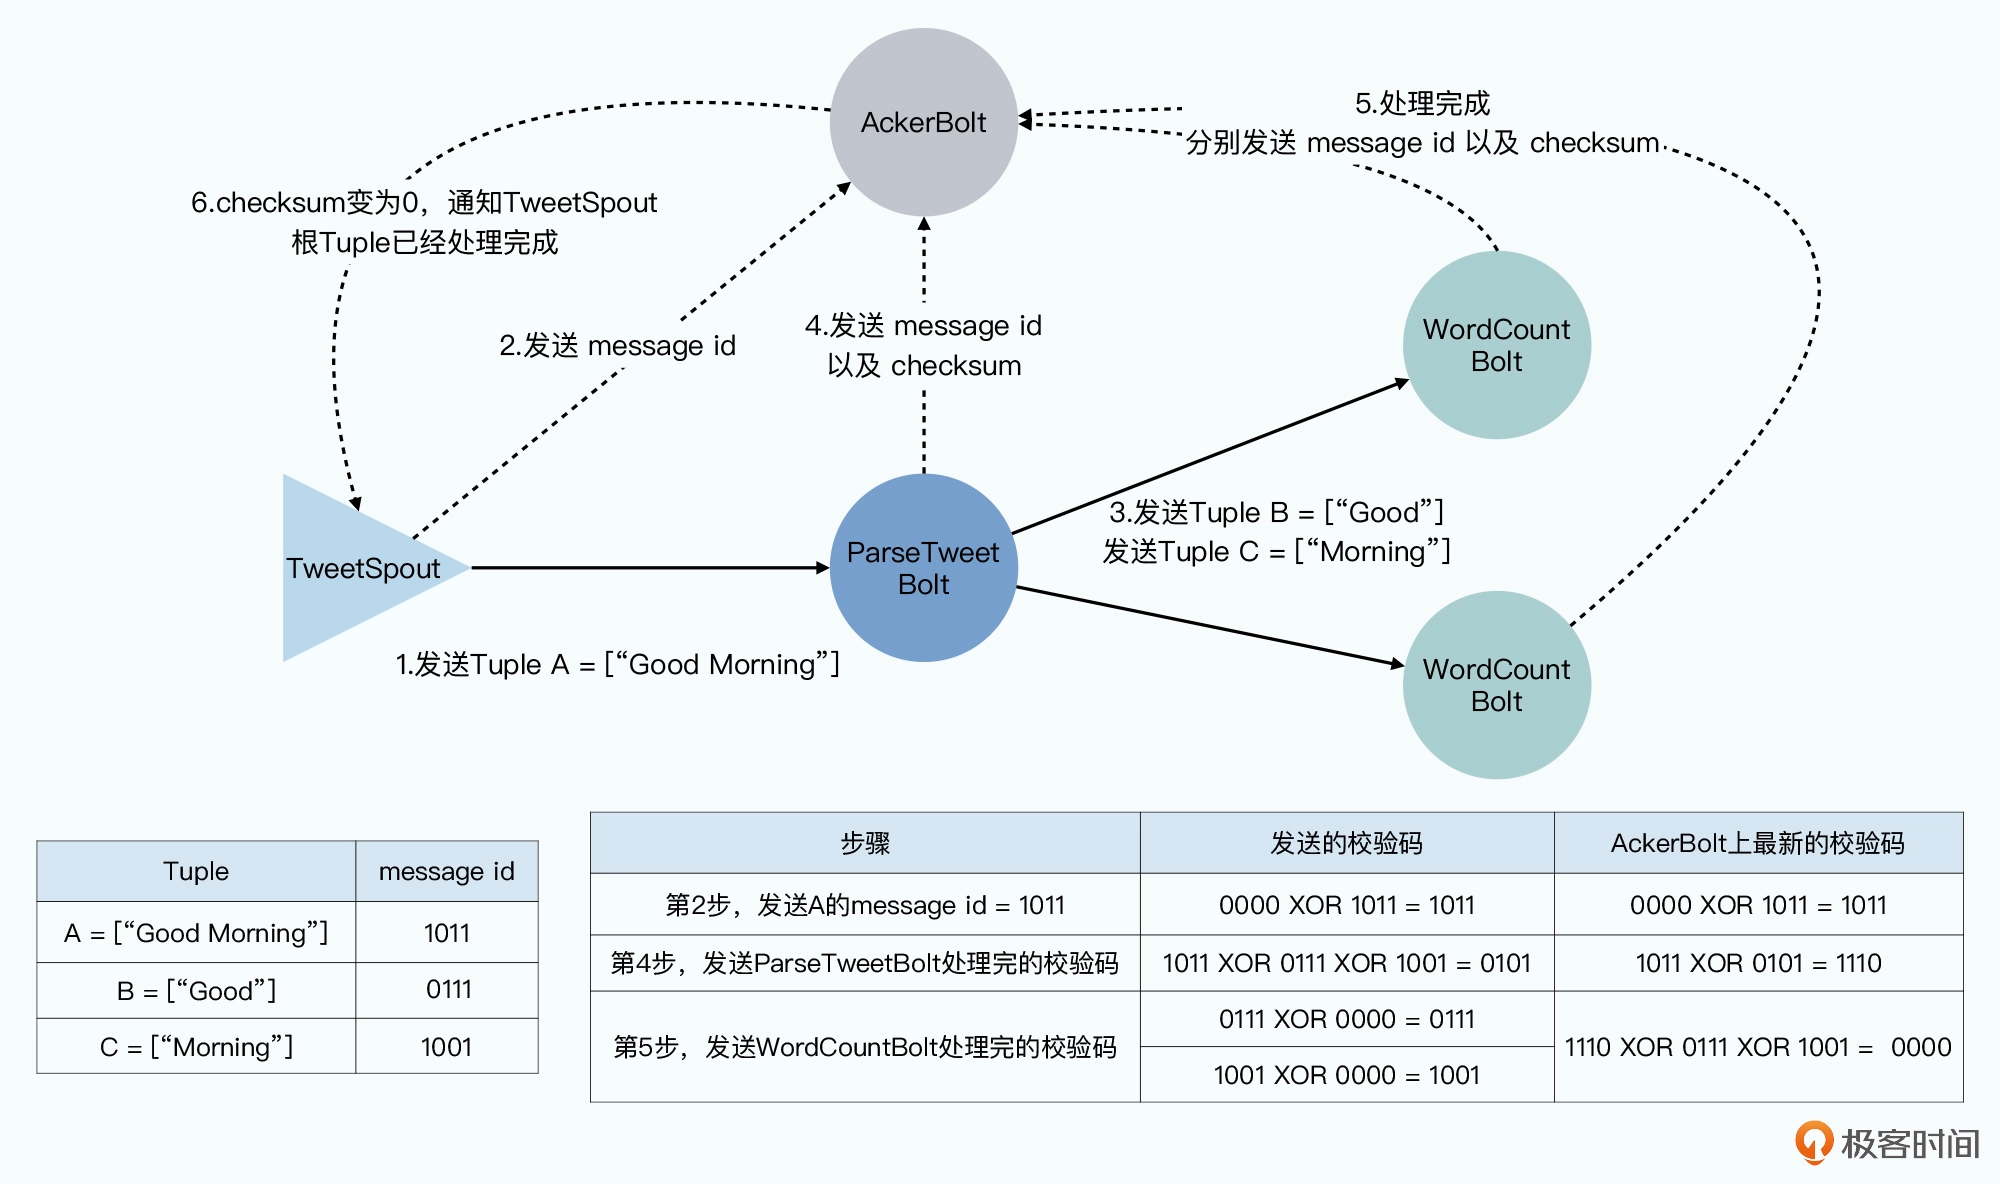 AckerBolt
5.处理完成
分别发送 message id 以及 checksum
6.checksum变为0，通知TweetSpout
根Tuple已经处理完成
2.发送 message id
4.发送 message id
以及 checksum
WordCount
Bolt
3.发送Tuple B = [“Good”]
发送Tuple C = [“Morning”]
TweetSpout
ParseTweet
Bolt
1.发送Tuple A = [“Good Morning”]
WordCount
Bolt
Tuple message id
A = [“Good Morning”] 1011
B = [“Good”] 0111
C = [“Morning”] 1001
步骤 发送的校验码 AckerBolt上最新的校验码
第2步，发送A的message id = 1011 0000 XOR 1011 = 1011 0000 XOR 1011 = 1011
第4步，发送ParseTweetBolt处理完的校验码 1011 XOR 0111 XOR 1001 = 0101 1011 XOR 0101 = 1110
第5步，发送WordCountBolt处理完的校验码 0111 XOR 0000 = 0111 1110 XOR 0111 XOR 1001 = 0000
1001 XOR 0000 = 1001
极客时间